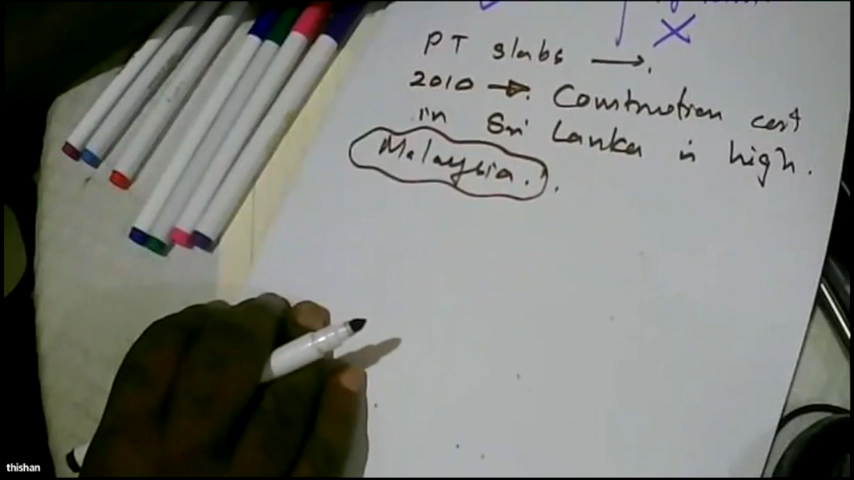 PT slabs →.
2010 → Construction cost
in Sri Lanka is high.
Malaysia.
thishan